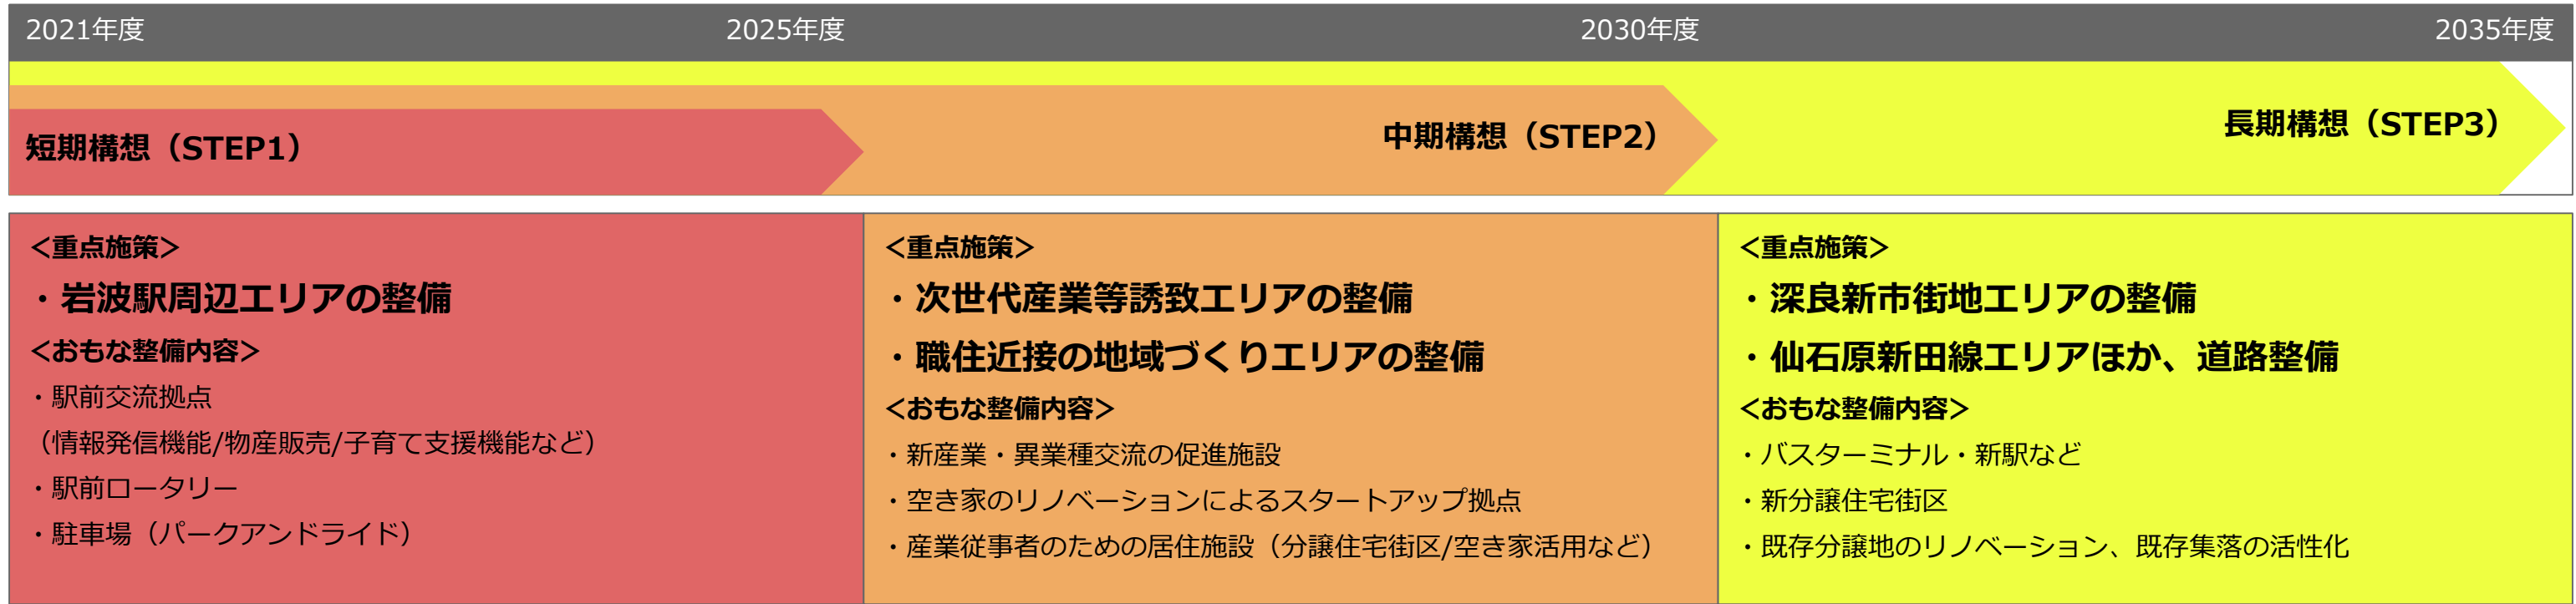 2021年度 2025年度 2030年度 2035年度
短期構想（STEP1） 中期構想（STEP2） 長期構想（STEP3）
＜重点施策＞
・岩波駅周辺エリアの整備
＜おもな整備内容＞
・駅前交流拠点
（情報発信機能/物産販売/子育て支援機能など）
・駅前ロータリー
・駐車場（パークアンドライド）
＜重点施策＞
・次世代産業等誘致エリアの整備
・職住近接の地域づくりエリアの整備
＜おもな整備内容＞
・新産業・異業種交流の促進施設
・空き家のリノベーションによるスタートアップ拠点
・産業従事者のための居住施設（分譲住宅街区/空き家活用など）
＜重点施策＞
・深良新市街地エリアの整備
・仙石原新田線エリアほか、道路整備
＜おもな整備内容＞
・バスターミナル・新駅など
・新分譲住宅街区
・既存分譲地のリノベーション、既存集落の活性化